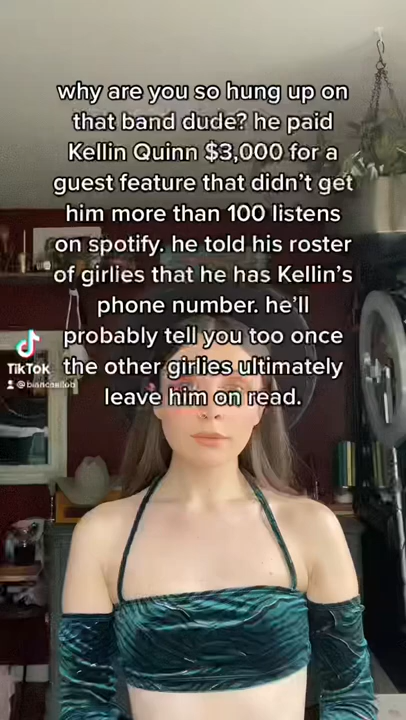 why are you so hung up on
that band dude? he paid
Kellin Quinn $3,000 for a
guest feature that didn't get
him more than 100 listens
on spotify. he told his roster
of girlies that he has Kellin's
phone number. he'll
probably tell you too once
the other girlies ultimately
leave him on read.
TikTok